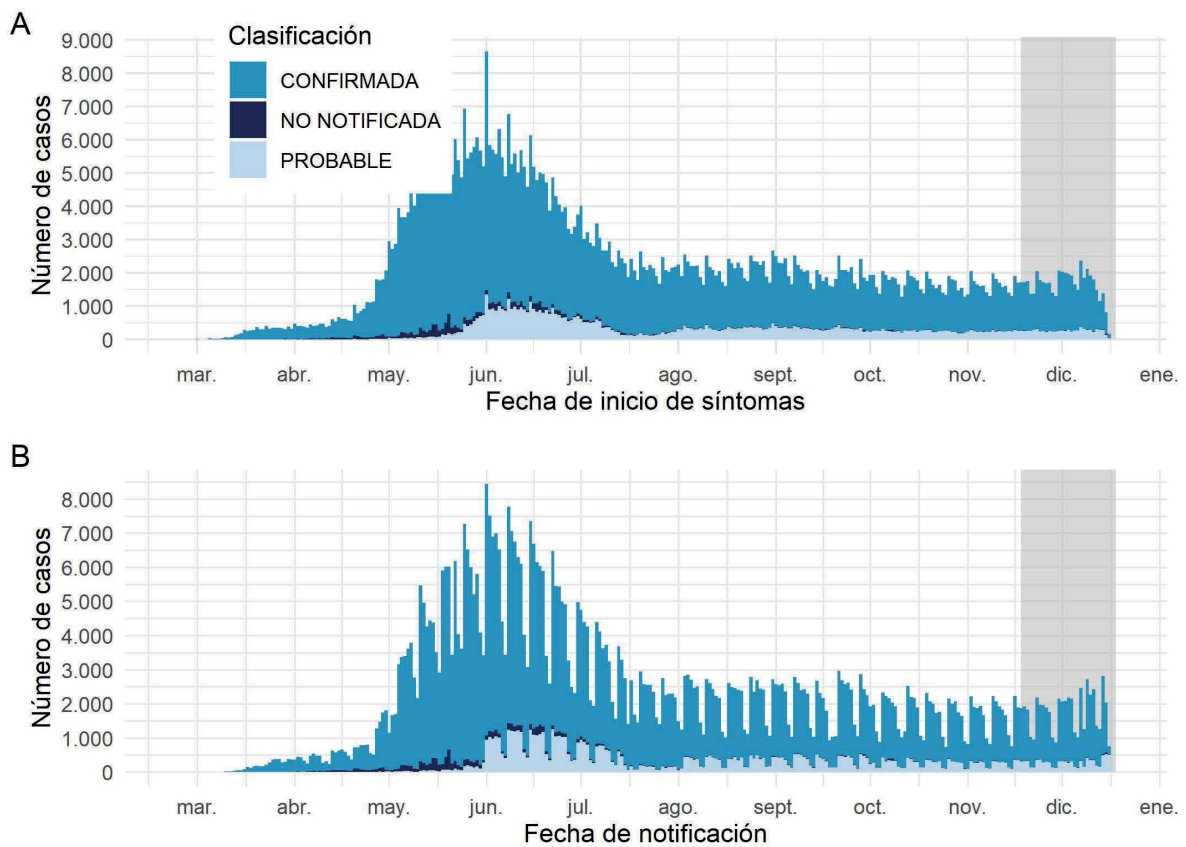 A
Clasificación
CONFIRMADA
NO NOTIFICADA
PROBABLE
Número de casos
9.000
8.000
7.000
6.000
5.000
4.000
3.000
2.000
1.000
0
mar. abr. may. jun. jul. ago. sept. oct. nov. dic. ene.
Fecha de inicio de síntomas
B
Número de casos
8.000
7.000
6.000
5.000
4.000
3.000
2.000
1.000
0
mar. abr. may. jun. jul. ago. sept. oct. nov. dic. ene.
Fecha de notificación